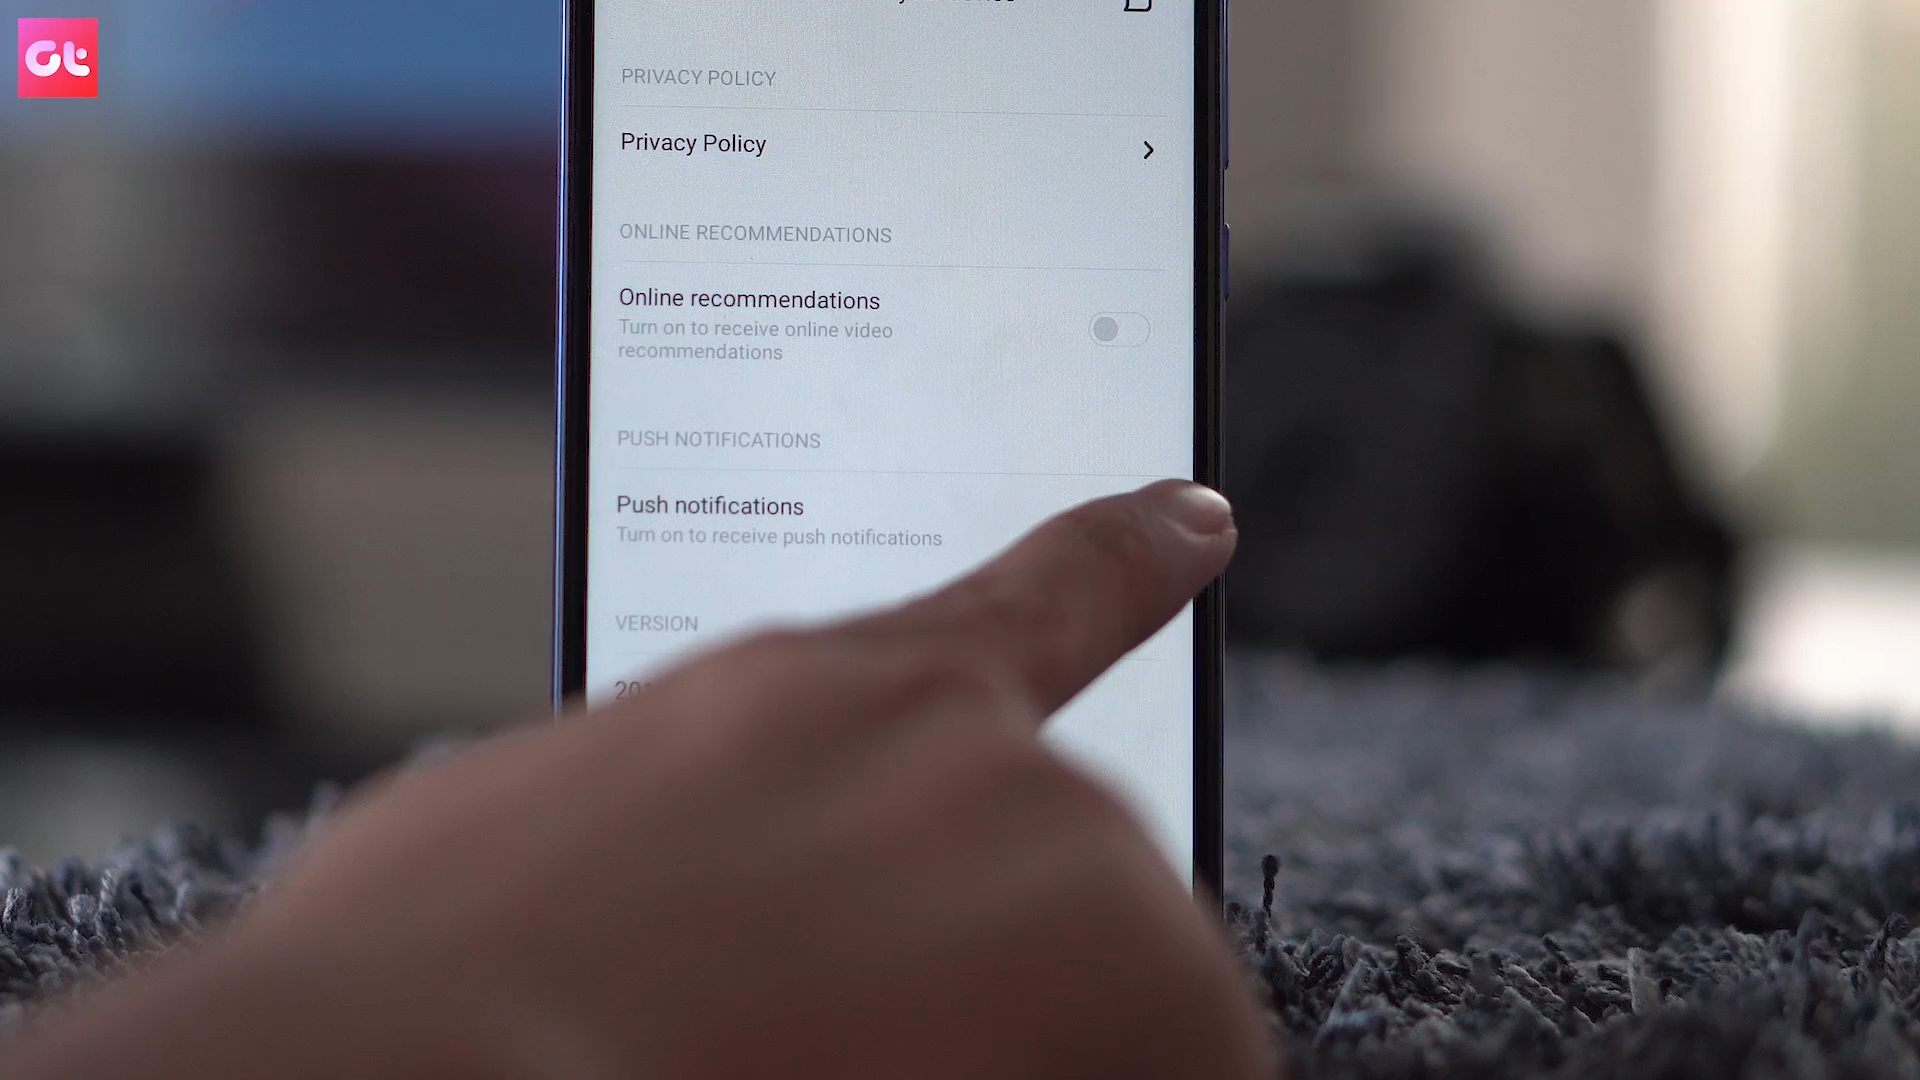 Gt
PRIVACY POLICY
Privacy Policy
ONLINE RECOMMENDATIONS
Online recommendations
Turn on to receive online video
recommendations
PUSH NOTIFICATIONS
Push notifications
Turn on to receive push notifications
VERSION